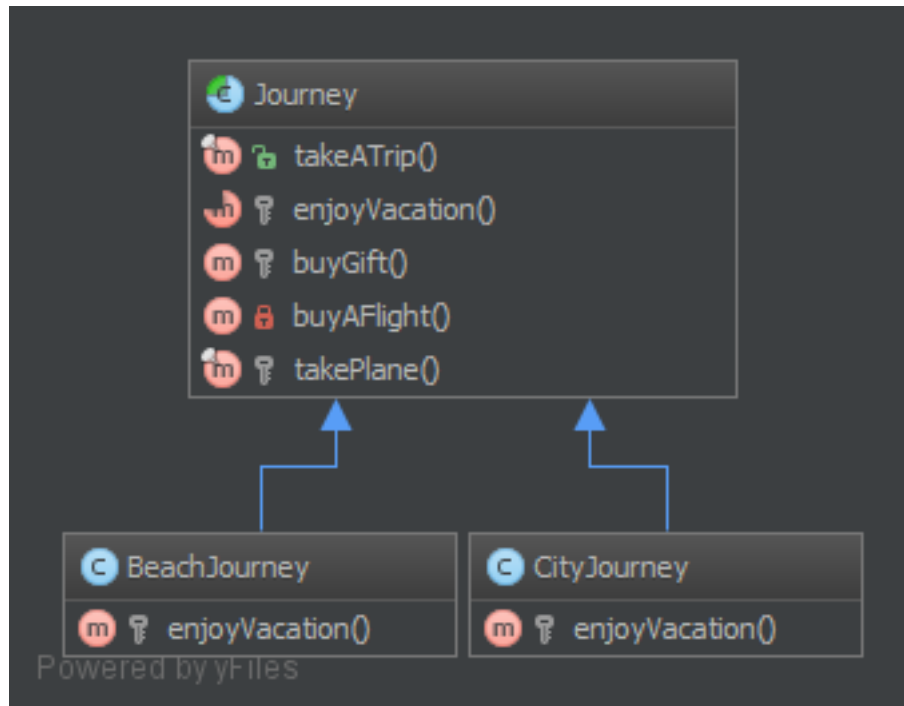 Journey
takeATrip()
enjoyVacation()
buyGift()
buyAFlight()
takePlane()
BeachJourney
enjoyVacation()
CityJourney
enjoyVacation()
Powered by yFiles